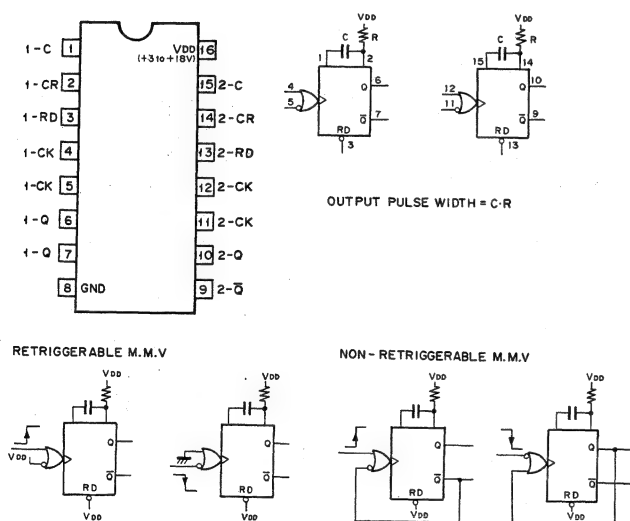 1-C 1 VDD 16
(+3 to +18V)
1-CR 2 15 2-C
1-RD 3 14 2-CR
1-CK 4 13 2-RD
1-CK 5 12 2-CK
1-Q 6 11 2-CK
1-Q 7 10 2-Q
8 GND 9 2-Q̅
VDD
C R
1 2
4 Q 6
5
Q̅ 7
RD
3
VDD
C R
15 14
12 Q 10
11
Q̅ 9
RD
13
OUTPUT PULSE WIDTH = C·R
RETRIGGERABLE M.M.V
VDD
VDD
Q
Q̅
RD
VDD
VDD
Q
Q̅
RD
VDD
NON-RETRIGGERABLE M.M.V
VDD
Q
Q̅
RD
VDD
VDD
Q
Q̅
RD
VDD